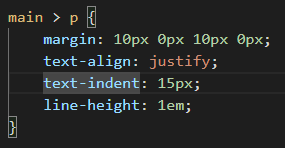 main > p {
    margin: 10px 0px 10px 0px;
    text-align: justify;
    text-indent: 15px;
    line-height: 1em;
}